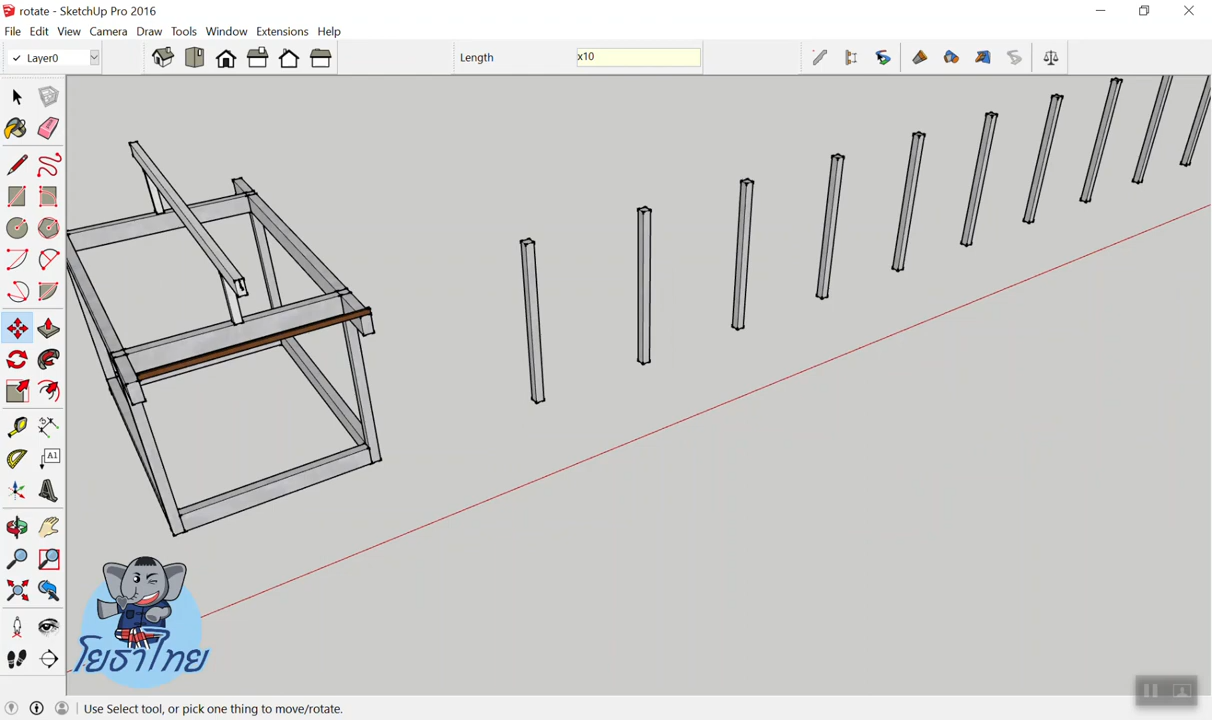 rotate - SketchUp Pro 2016
File Edit View Camera Draw Tools Window Extensions Help
Layer0
Length x10
A1
โยธาไทย
Use Select tool, or pick one thing to move/rotate.